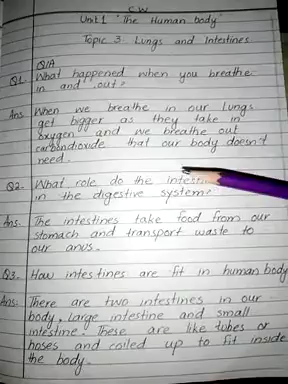 C.W
Unit 1 "The Human body"
Topic 3. Lungs and Intestines
Q/A
Q1. What happened when you breathe
in and out?
Ans. When we breathe in our lungs
get bigger as they take in
oxygen and we breathe out
carbondioxide that our body doesn't
need.
Q2- What role do the
in the digestive system?
Ans. The intestines take food from our
stomach and transport waste to
our anus.
Q3- How intestines are fit in human body
Ans: There are two intestines in our
body, large intestine and small
intestine. These are like tubes or
hoses and coiled up to fit inside
the body.